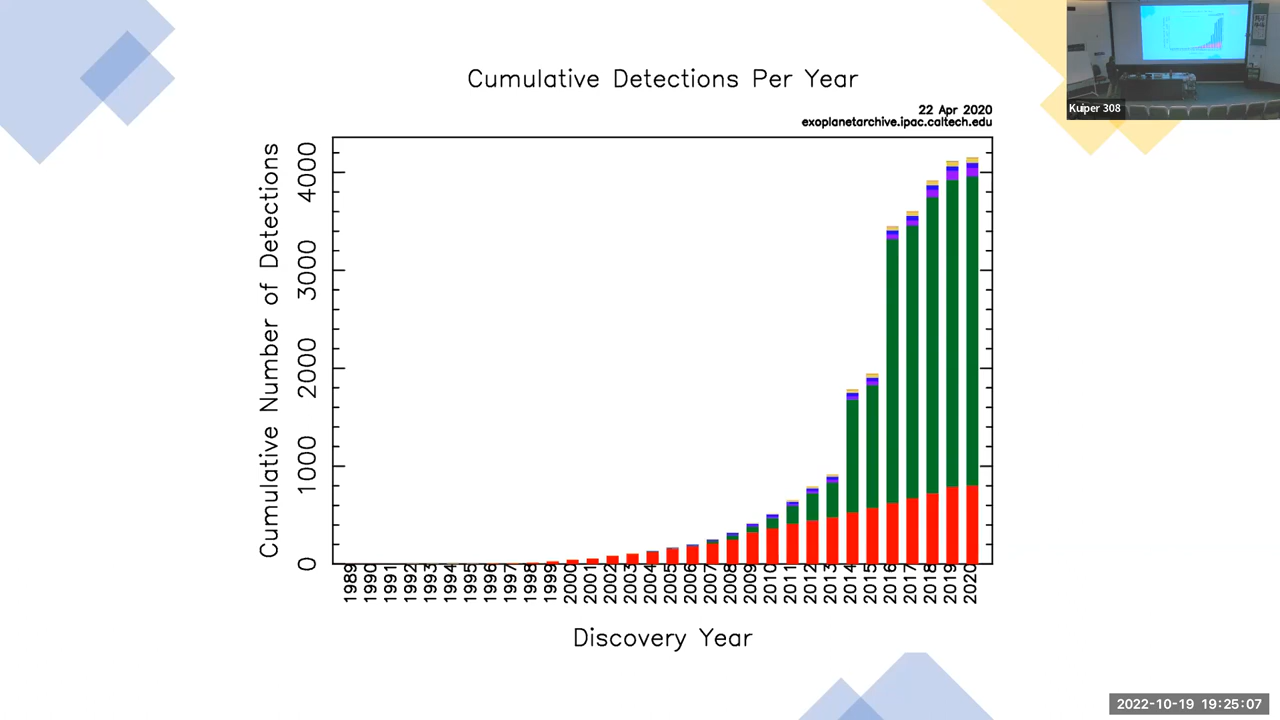 Cumulative Detections Per Year
22 Apr 2020
exoplanetarchive.ipac.caltech.edu
Kuiper 308
Cumulative Number of Detections
4000
3000
2000
1000
0
1989 1990 1991 1992 1993 1994 1995 1996 1997 1998 1999 2000 2001 2002 2003 2004 2005 2006 2007 2008 2009 2010 2011 2012 2013 2014 2015 2016 2017 2018 2019 2020
Discovery Year
2022-10-19 19:25:07